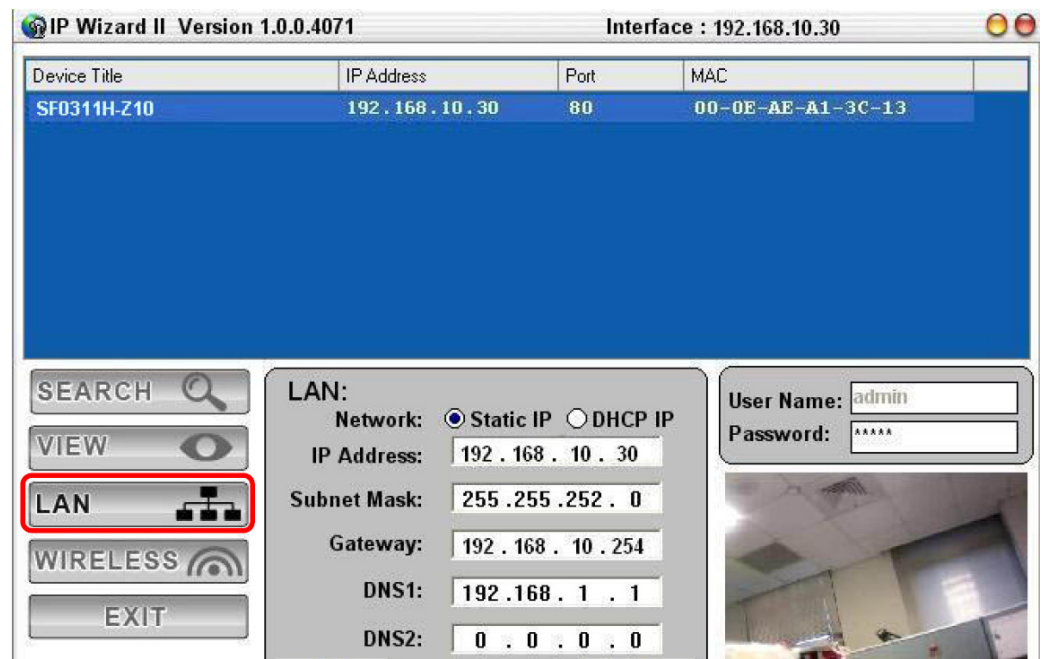 IP Wizard II Version 1.0.0.4071 Interface : 192.168.10.30
Device Title IP Address Port MAC
SF0311H-Z10 192.168.10.30 80 00-0E-AE-A1-3C-13
SEARCH
VIEW
LAN
WIRELESS
EXIT
LAN:
Network: Static IP DHCP IP
IP Address: 192 . 168 . 10 . 30
Subnet Mask: 255 .255 .252 . 0
Gateway: 192 . 168 . 10 . 254
DNS1: 192 .168 . 1 . 1
DNS2: 0 . 0 . 0 . 0
User Name: admin
Password: *****